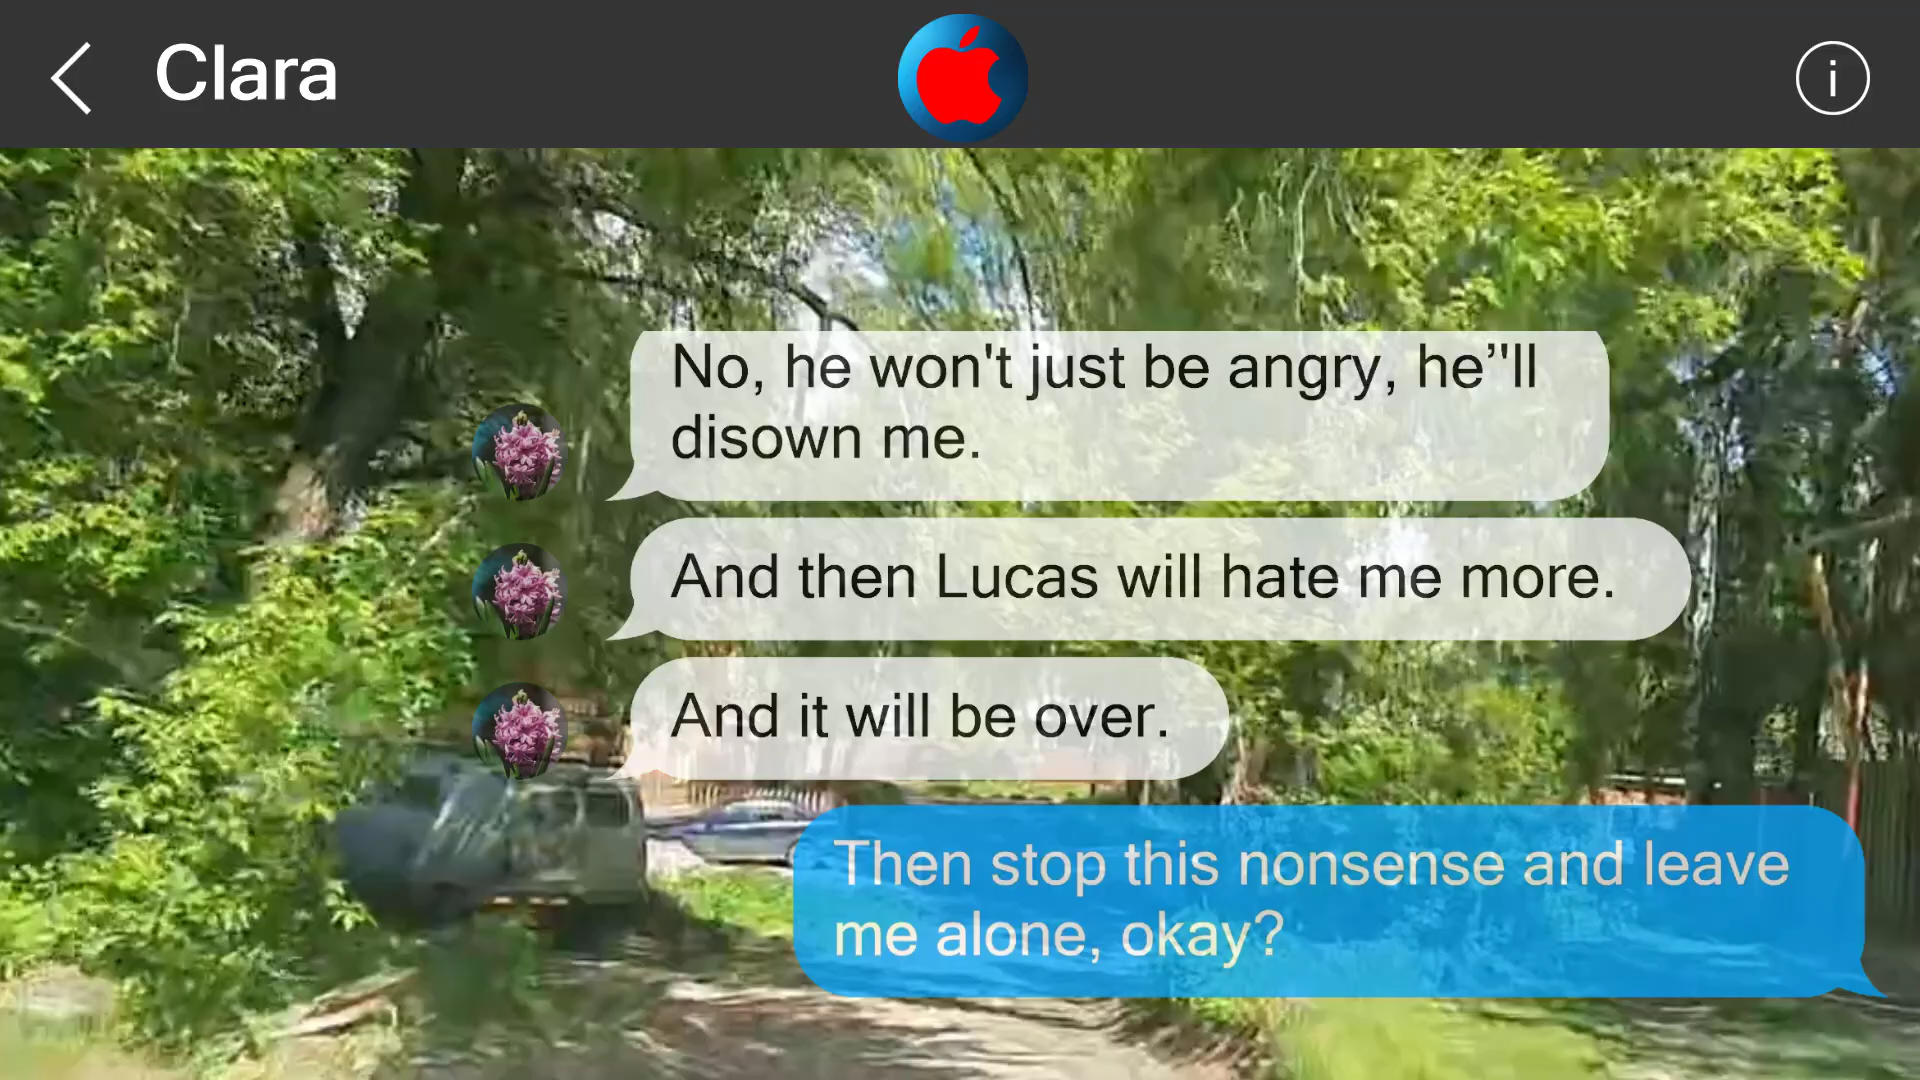 Clara
i
No, he won't just be angry, he”'ll
disown me.
And then Lucas will hate me more.
And it will be over.
Then stop this nonsense and leave
me alone, okay?